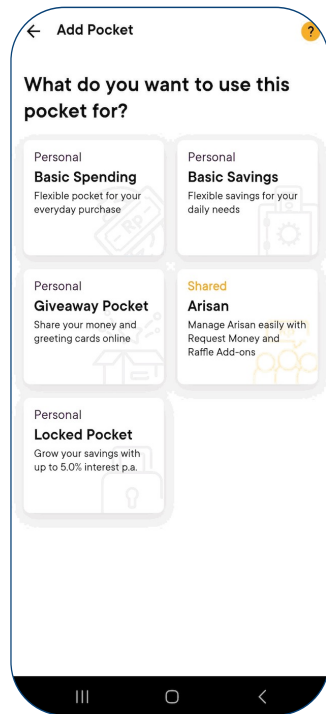 Add Pocket
?
What do you want to use this
pocket for?
Personal
Basic Spending
Flexible pocket for your
everyday purchase
RP
Personal
Basic Savings
Flexible savings for your
daily needs
Personal
Giveaway Pocket
Share your money and
greeting cards online
Shared
Arisan
Manage Arisan easily with
Request Money and
Raffle Add-ons
Personal
Locked Pocket
Grow your savings with
up to 5.0% interest p.a.